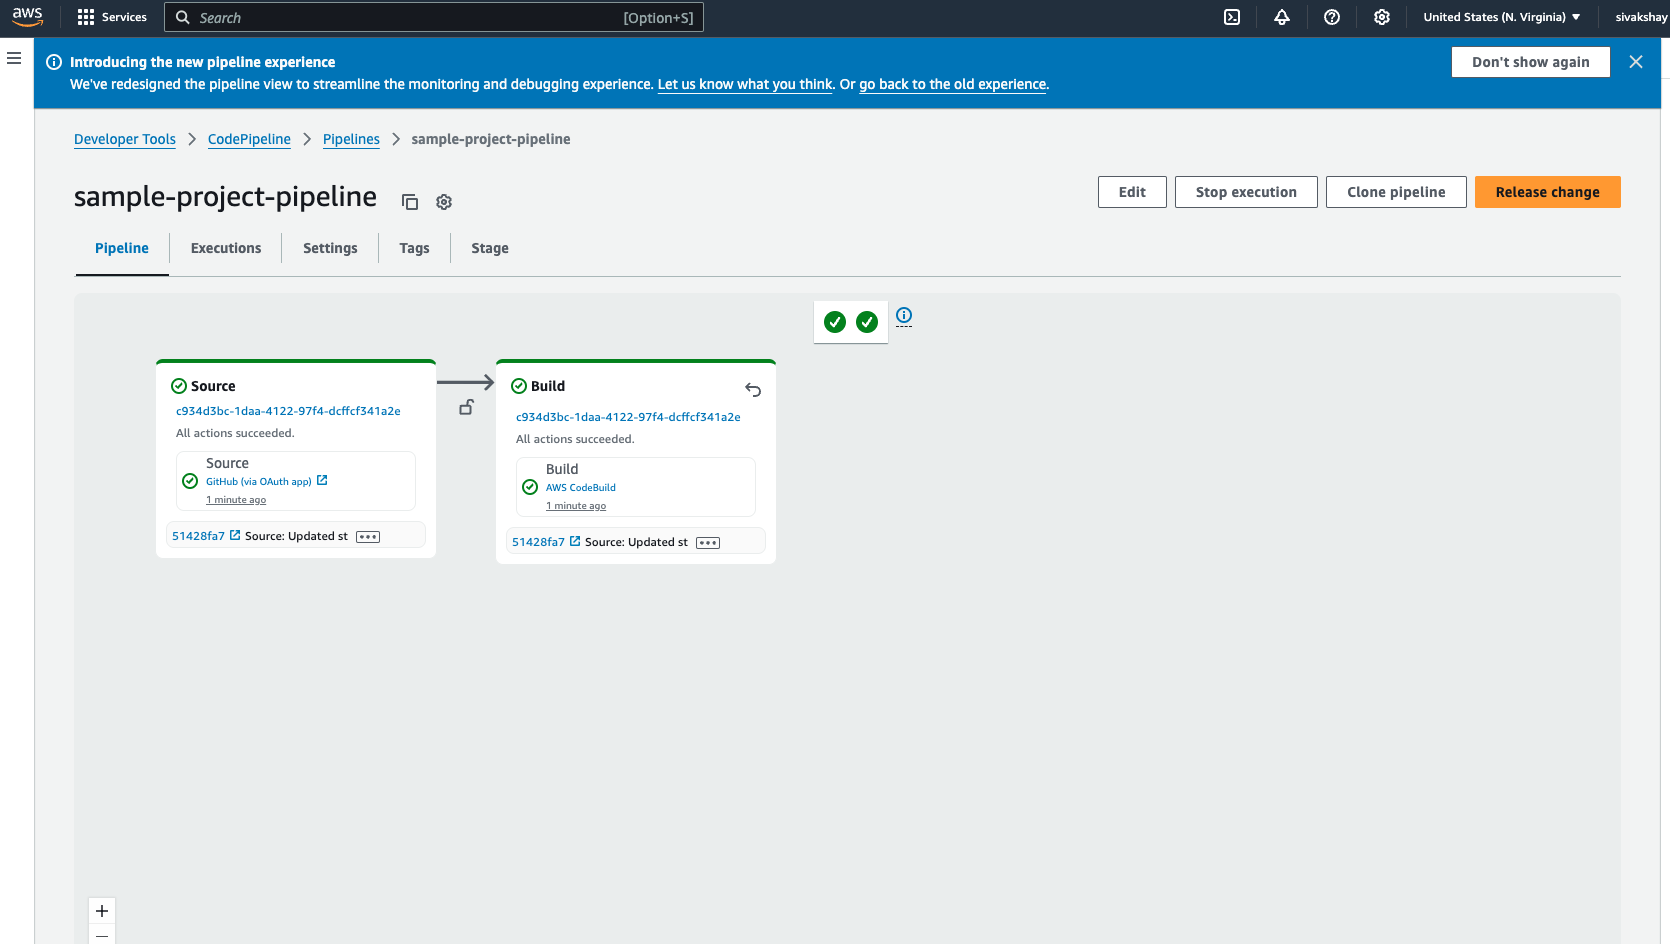 aws
Services
Search
[Option+S]
United States (N. Virginia)
sivakshay
Introducing the new pipeline experience
We've redesigned the pipeline view to streamline the monitoring and debugging experience. Let us know what you think. Or go back to the old experience.
Don't show again
Developer Tools
CodePipeline
Pipelines
sample-project-pipeline
sample-project-pipeline
Edit
Stop execution
Clone pipeline
Release change
Pipeline
Executions
Settings
Tags
Stage
Source
c934d3bc-1daa-4122-97f4-dcffcf341a2e
All actions succeeded.
Source
GitHub (via OAuth app)
1 minute ago
51428fa7 Source: Updated st
Build
c934d3bc-1daa-4122-97f4-dcffcf341a2e
All actions succeeded.
Build
AWS CodeBuild
1 minute ago
51428fa7 Source: Updated st